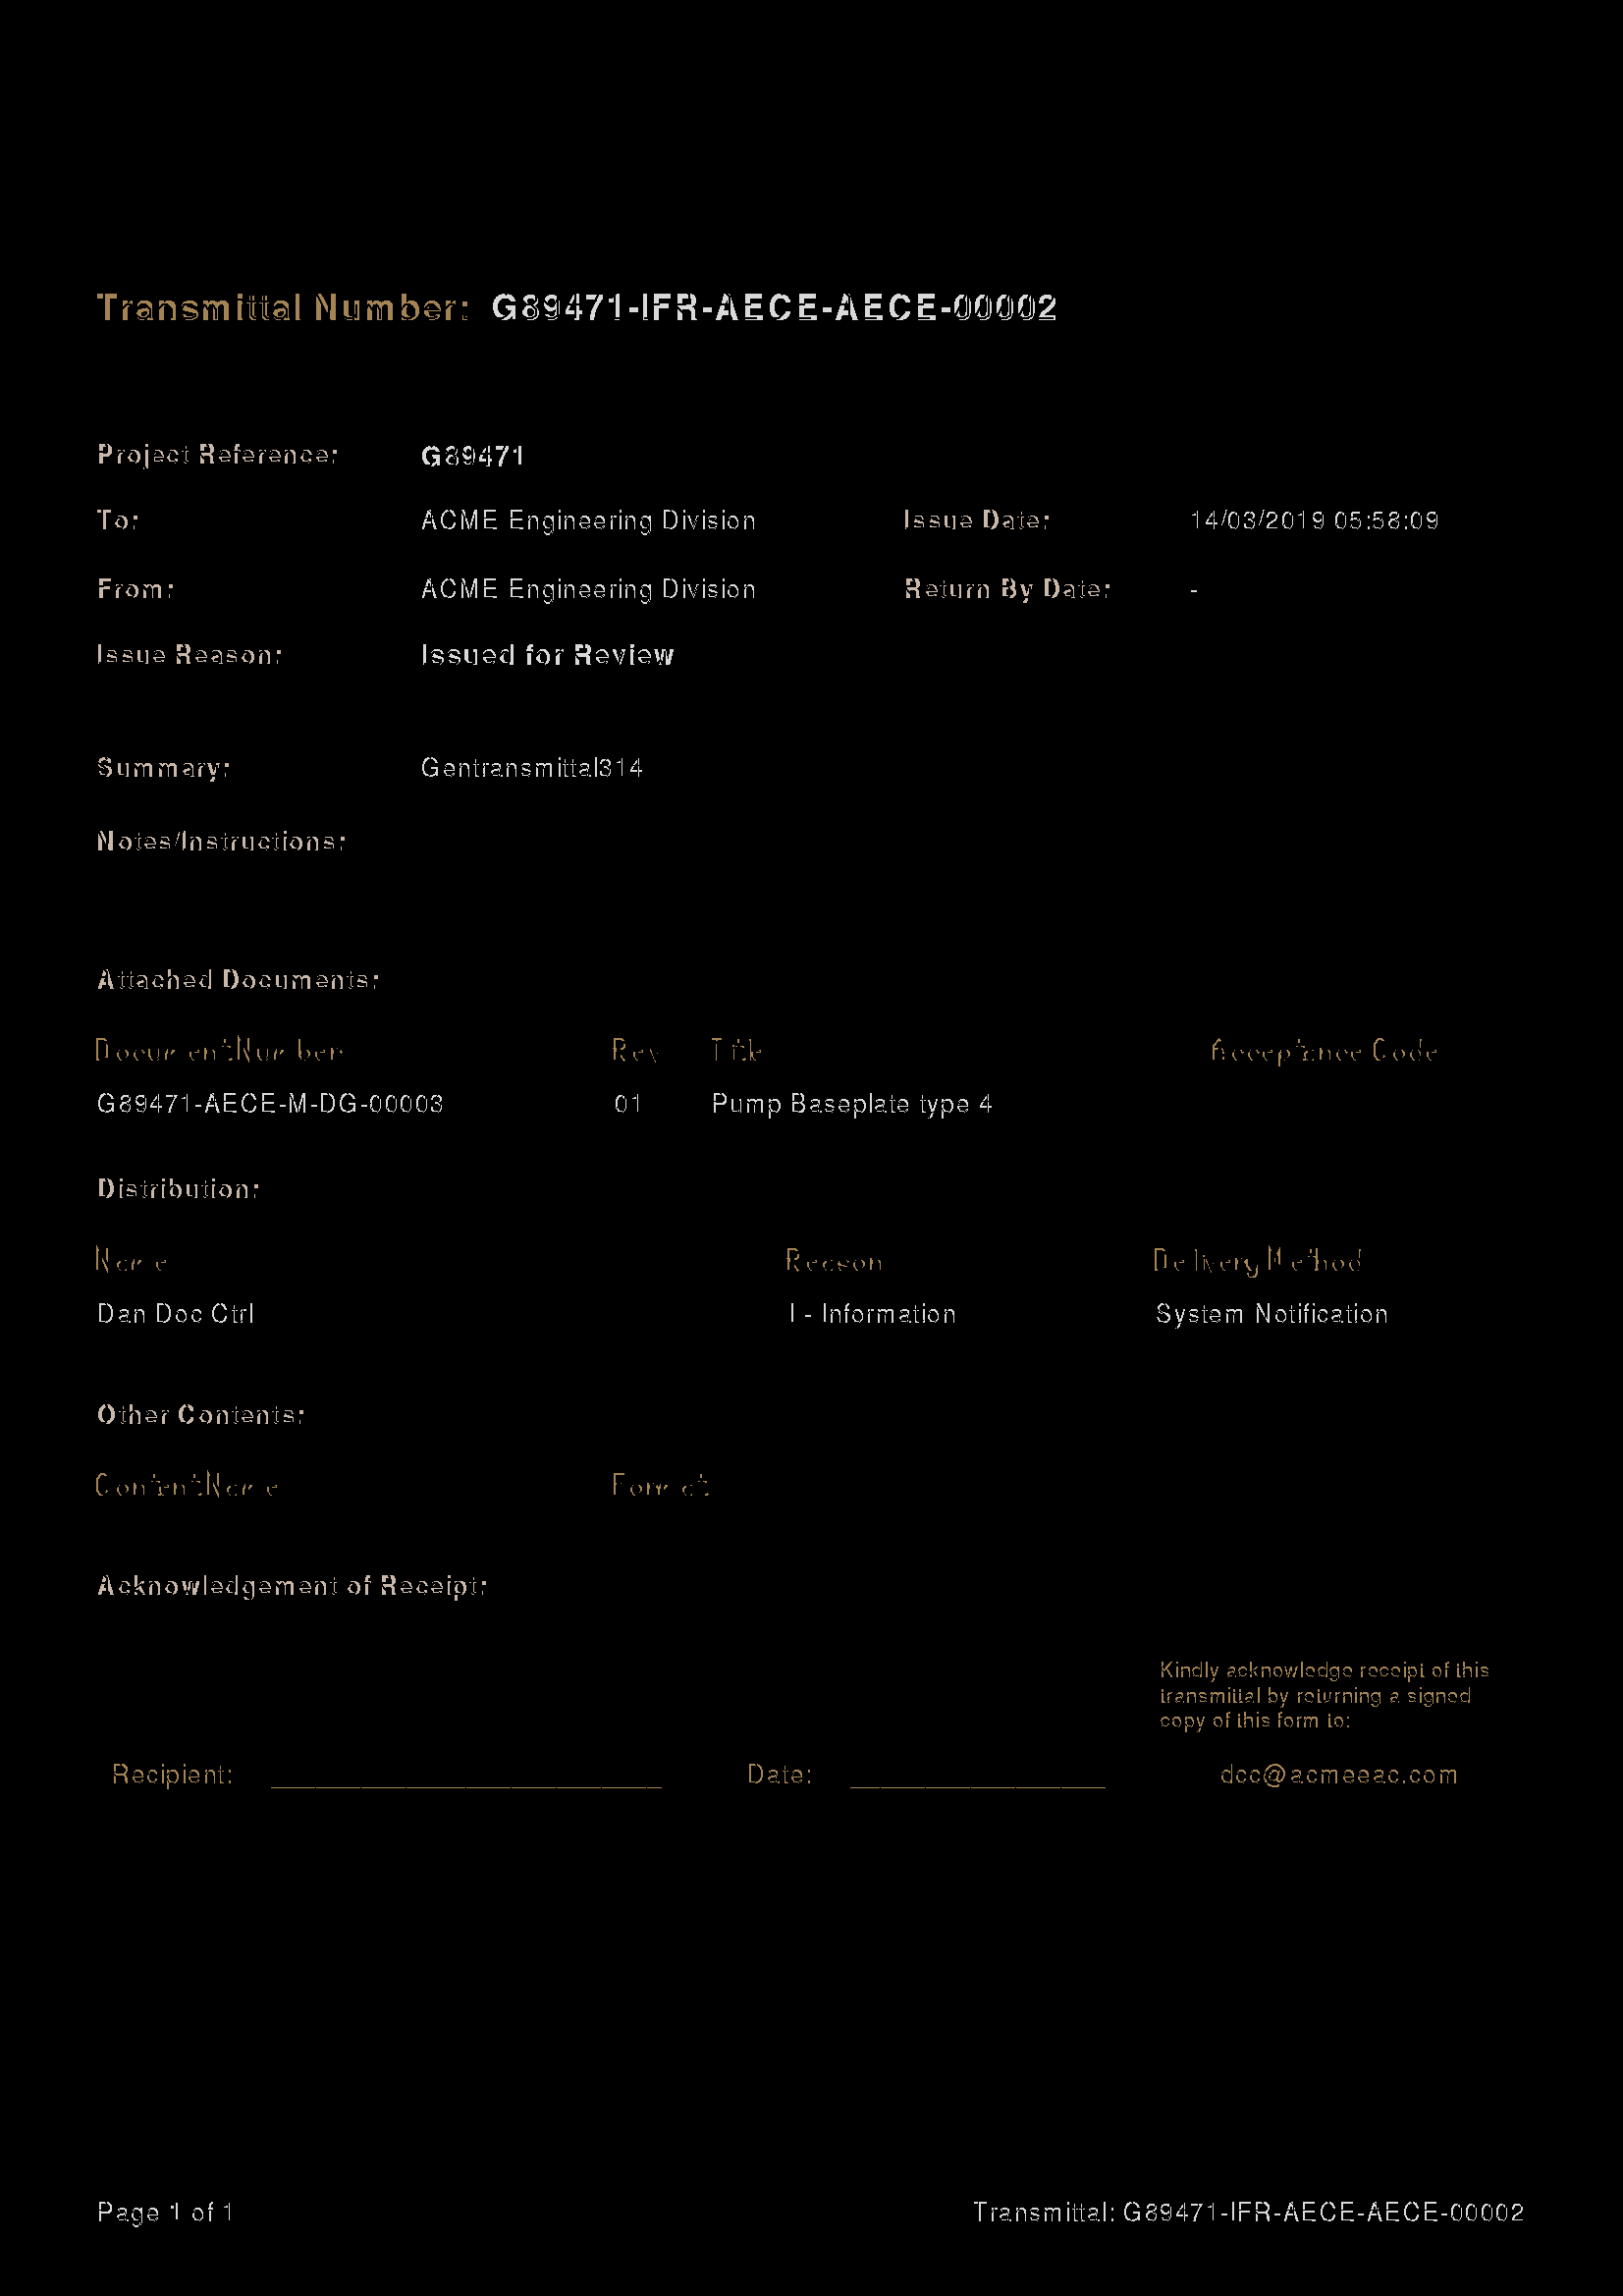 Transmittal Number: G89471-IFR-AECE-AECE-00002
Project Reference: G89471
To: ACME Engineering Division Issue Date: 14/03/2019 05:58:09
From: ACME Engineering Division Return By Date: -
Issue Reason: Issued for Review
Summary: Gentransmittal314
Notes/Instructions:
Attached Documents:
Document Number Rev Title Acceptance Code
G89471-AECE-M-DG-00003 01 Pump Baseplate type 4
Distribution:
Name Reason Delivery Method
Dan Doc Ctrl I - Information System Notification
Other Contents:
Content Name Format
Acknowledgement of Receipt:
Kindly acknowledge receipt of this
transmittal by returning a signed
copy of this form to:
Recipient: Date: dcc@acmeeac.com
Page 1 of 1 Transmittal: G89471-IFR-AECE-AECE-00002